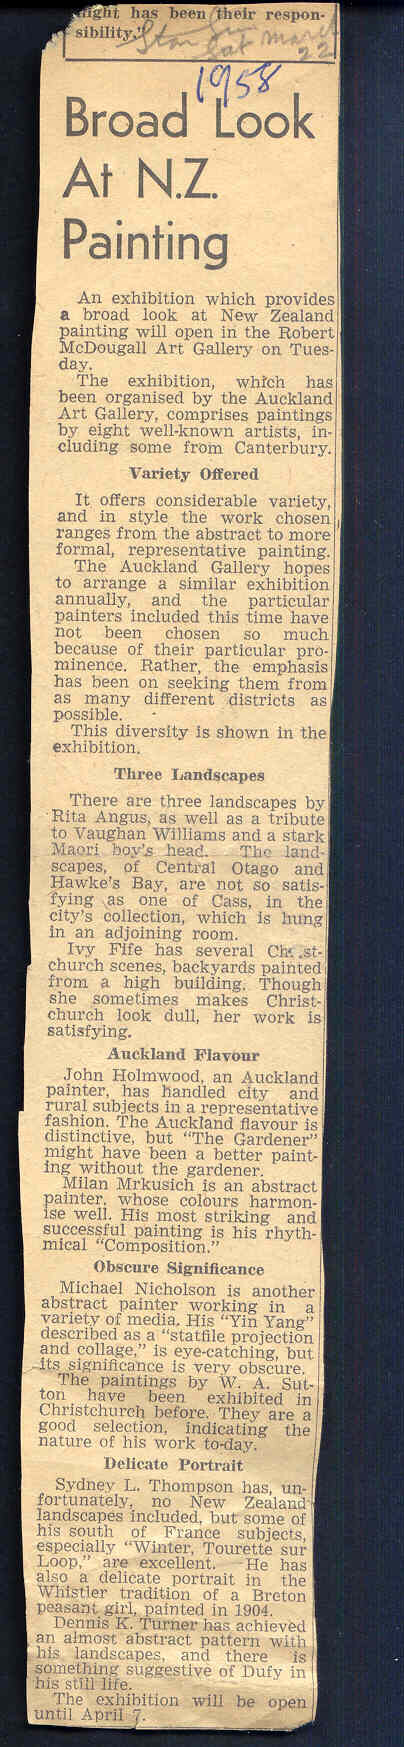 might has been their respon-
sibility."
Star Sun
Sat March
22
1958
Broad Look
At N.Z.
Painting
An exhibition which provides
a broad look at New Zealand
painting will open in the Robert
McDougall Art Gallery on Tues-
day.
The exhibition, which has
been organised by the Auckland
Art Gallery, comprises paintings
by eight well-known artists, in-
cluding some from Canterbury.
Variety Offered
It offers considerable variety,
and in style the work chosen
ranges from the abstract to more
formal, representative painting.
The Auckland Gallery hopes
to arrange a similar exhibition
annually, and the particular
painters included this time have
not been chosen so much
because of their particular pro-
minence. Rather, the emphasis
has been on seeking them from
as many different districts as
possible.
This diversity is shown in the
exhibition.
Three Landscapes
There are three landscapes by
Rita Angus, as well as a tribute
to Vaughan Williams and a stark
Maori boy's head. The land-
scapes, of Central Otago and
Hawke's Bay, are not so satis-
fying as one of Cass, in the
city's collection, which is hung
in an adjoining room.
Ivy Fife has several Christ-
church scenes, backyards painted
from a high building. Though
she sometimes makes Christ-
church look dull, her work is
satisfying.
Auckland Flavour
John Holmwood, an Auckland
painter, has handled city and
rural subjects in a representative
fashion. The Auckland flavour is
distinctive, but "The Gardener"
might have been a better paint-
ing without the gardener.
Milan Mrkusich is an abstract
painter, whose colours harmon-
ise well. His most striking and
successful painting is his rhyth-
mical "Composition."
Obscure Significance
Michael Nicholson is another
abstract painter working in a
variety of media. His "Yin Yang"
described as a "statfile projection
and collage," is eye-catching, but
its significance is very obscure.
The paintings by W. A. Sut-
ton have been exhibited in
Christchurch before. They are a
good selection, indicating the
nature of his work to-day.
Delicate Portrait
Sydney L. Thompson has, un-
fortunately, no New Zealand
landscapes included, but some of
his south of France subjects,
especially "Winter, Tourette sur
Loop," are excellent. He has
also a delicate portrait in the
Whistler tradition of a Breton
peasant girl, painted in 1904.
Dennis K. Turner has achieved
an almost abstract pattern with
his landscapes, and there is
something suggestive of Dufy in
his still life.
The exhibition will be open
until April 7.